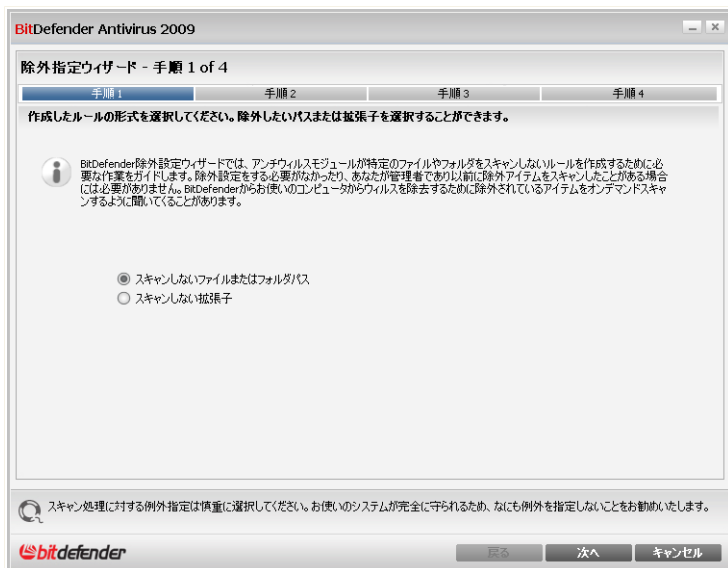 BitDefender Antivirus 2009
除外指定ウィザード - 手順 1 of 4
手順 1 手順 2 手順 3 手順 4
作成したルールの形式を選択してください。除外したいパスまたは拡張子を選択することができます。
BitDefender除外設定ウィザードでは、アンチウィルスモジュールが特定のファイルやフォルダをスキャンしないルールを作成するために必
要な作業をガイドします。除外設定をする必要がなかったり、あなたが管理者であり以前に除外アイテムをスキャンしたことがある場合
には必要がありません。BitDefenderからお使いのコンピュータからウィルスを除去するために除外されているアイテムをオンデマンドスキャ
ンするように聞いてくることがあります。
スキャンしないファイルまたはフォルダパス
スキャンしない拡張子
スキャン処理に対する例外指定は慎重に選択してください。お使いのシステムが完全に守られるため、なにも例外を指定しないことをお勧めいたします。
bitdefender 戻る 次へ キャンセル